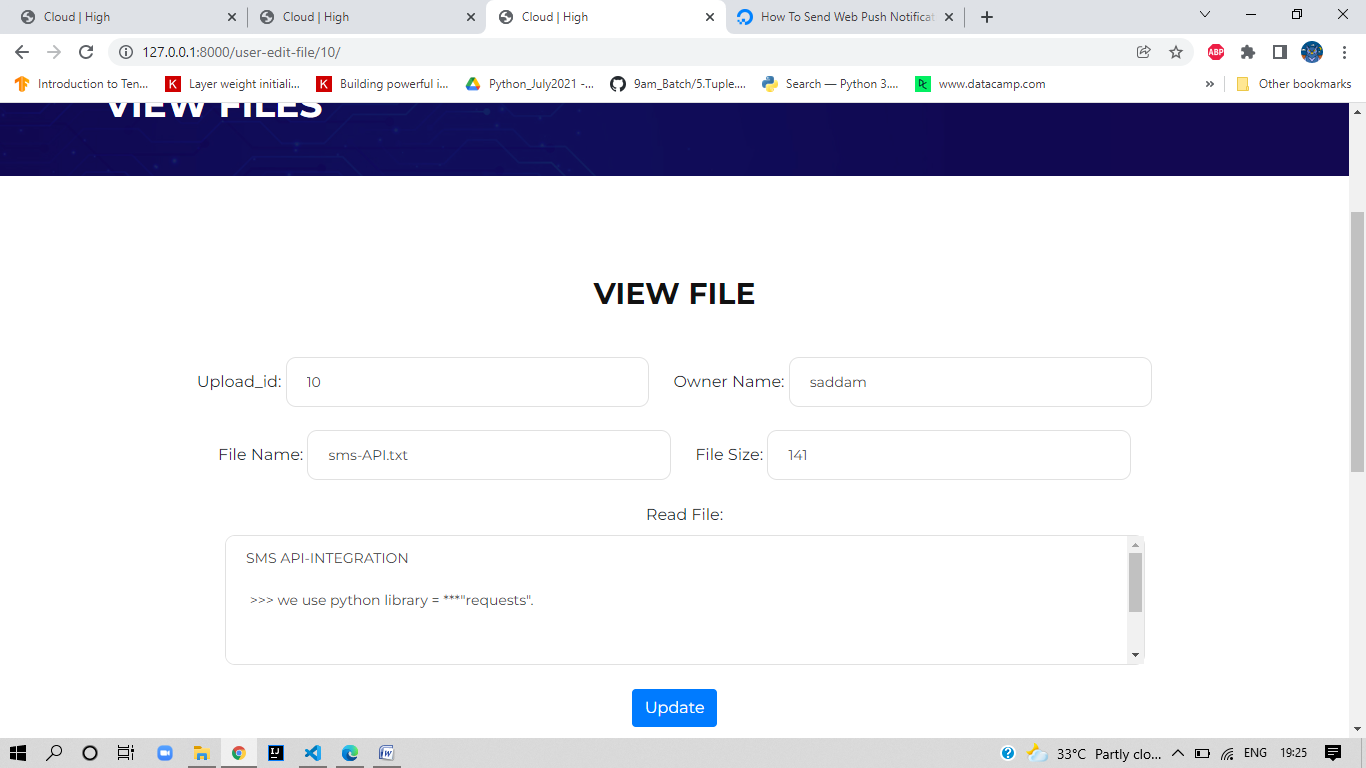 Cloud | High
Cloud | High
Cloud | High
How To Send Web Push Notificat
127.0.0.1:8000/user-edit-file/10/
ABP
Introduction to Ten...
K Layer weight initiali...
K Building powerful i...
Python_July2021 -...
9am_Batch/5.Tuple....
Search — Python 3....
DC www.datacamp.com
»
Other bookmarks
VIEW FILES
VIEW FILE
Upload_id: 10 Owner Name: saddam
File Name: sms-API.txt File Size: 141
Read File:
SMS API-INTEGRATION
>>> we use python library = ***"requests".
Update
33°C Partly clo... ENG 19:25